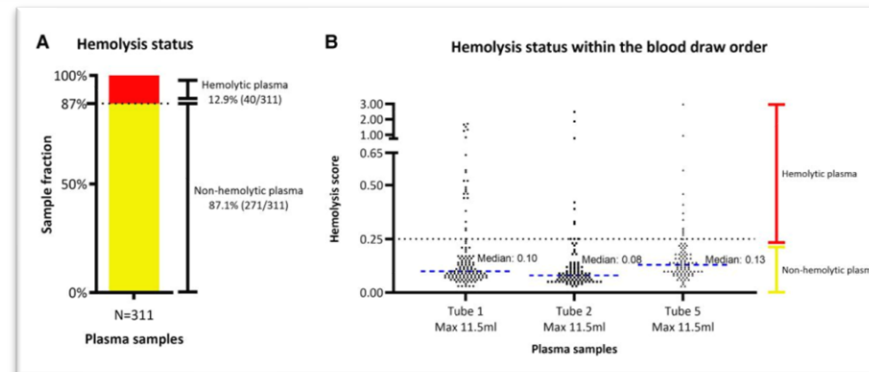 A
Hemolysis status
100%
87%
50%
0%
Sample fraction
Hemolytic plasma
12.9% (40/311)
Non-hemolytic plasma
87.1% (271/311)
N=311
Plasma samples
B
Hemolysis status within the blood draw order
3.00
2.00
1.00
0.65
0.50
0.25
0.00
Hemolysis score
Median: 0.10
Median: 0.08
Median: 0.13
Hemolytic plasma
Non-hemolytic plasm
Tube 1
Max 11.5ml
Tube 2
Max 11.5ml
Tube 5
Max 11.5ml
Plasma samples